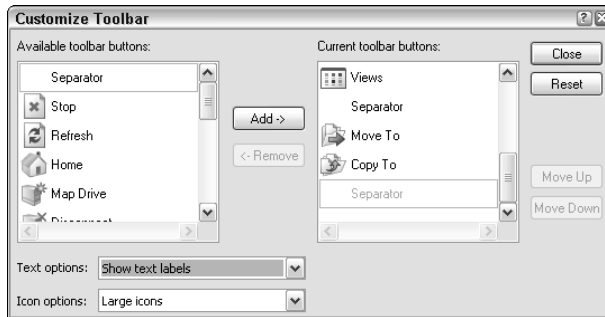 Customize Toolbar
Available toolbar buttons:
Separator
Stop
Refresh
Home
Map Drive
Disconnect
Add ->
<- Remove
Current toolbar buttons:
Views
Separator
Move To
Copy To
Separator
Close
Reset
Move Up
Move Down
Text options: Show text labels
Icon options: Large icons